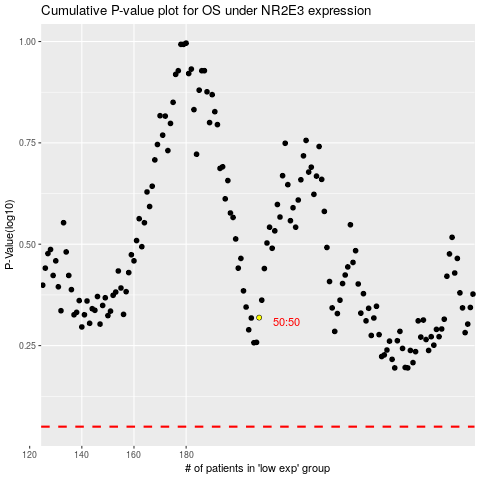 Cumulative P-value plot for OS under NR2E3 expression
1.00
0.75
0.50
0.25
P-Value(log10)
50:50
120 140 160 180
# of patients in 'low exp' group